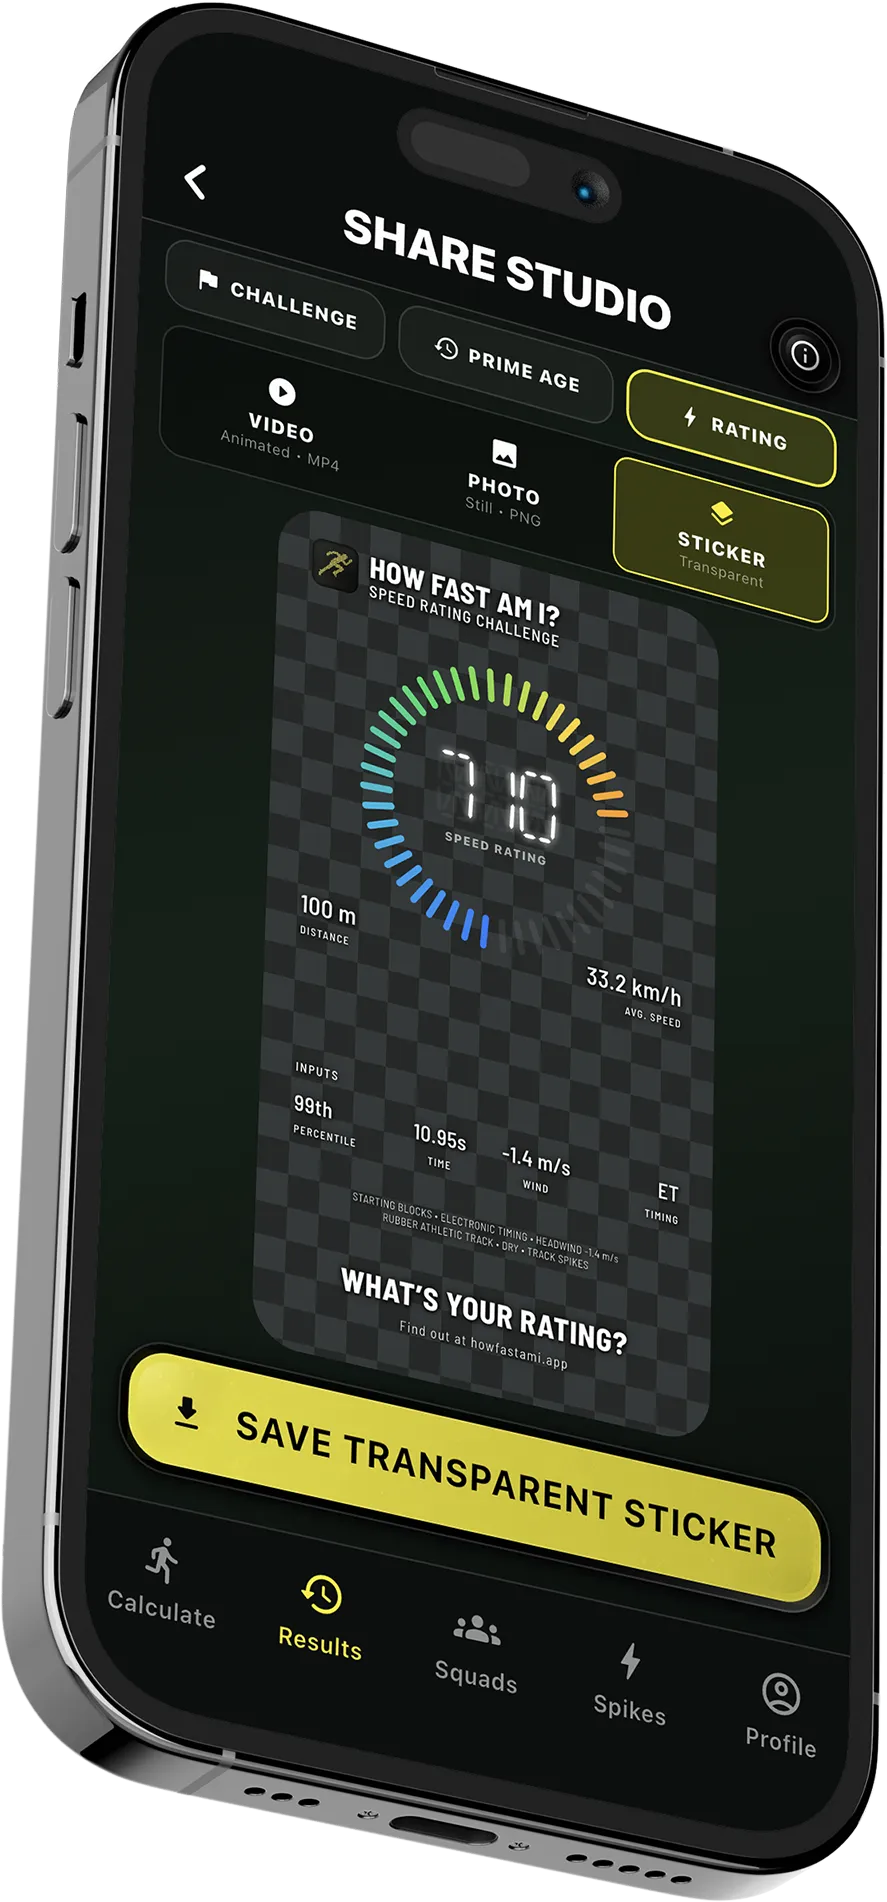 SHARE STUDIO
CHALLENGE
PRIME AGE
RATING
VIDEO
Animated • MP4
PHOTO
Still • PNG
STICKER
Transparent
HOW FAST AM I?
SPEED RATING CHALLENGE
710
SPEED RATING
100 m
DISTANCE
33.2 km/h
AVG. SPEED
INPUTS
99th
PERCENTILE
10.95s
TIME
-1.4 m/s
WIND
ET
TIMING
STARTING BLOCKS • ELECTRONIC TIMING • HEADWIND -1.4 m/s
RUBBER ATHLETIC TRACK • DRY • TRACK SPIKES
WHAT'S YOUR RATING?
Find out at howfastami.app
SAVE TRANSPARENT STICKER
Calculate
Results
Squads
Spikes
Profile